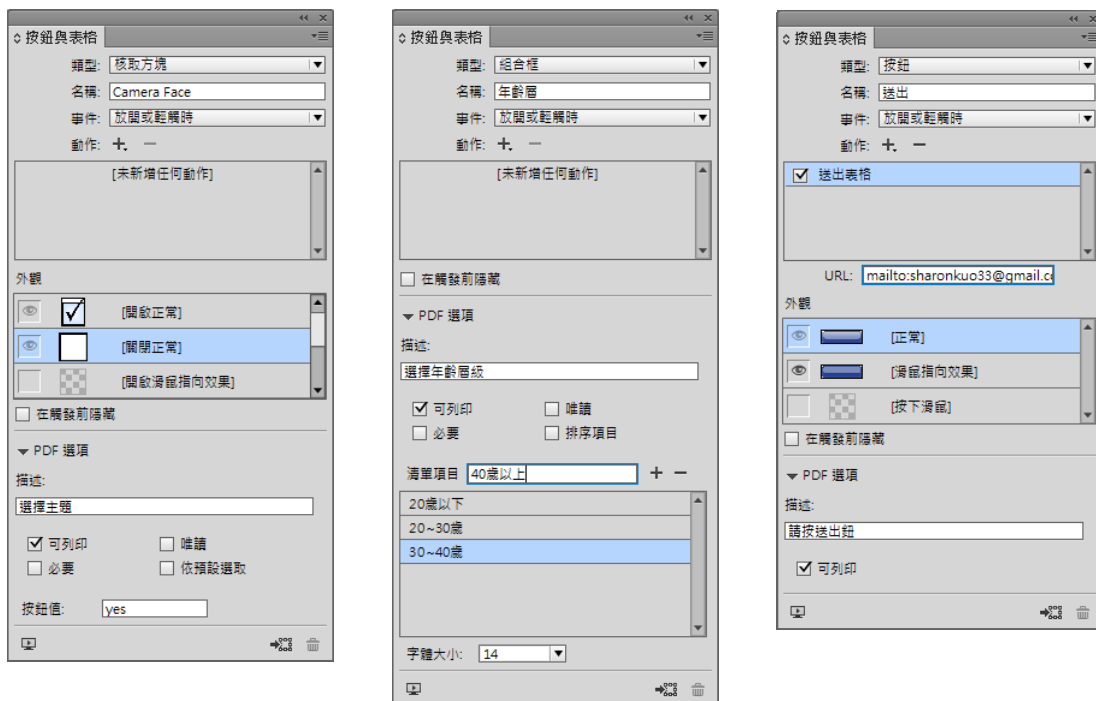 按鈕與表格
類型: 核取方塊
名稱: Camera Face
事件: 放開或輕觸時
動作:
[未新增任何動作]
外觀
[開啟正常]
[關閉正常]
[開啟滑鼠指向效果]
在觸發前隱藏
PDF 選項
描述:
選擇主題
可列印 唯讀
必要 依預設選取
按鈕值: yes
按鈕與表格
類型: 組合框
名稱: 年齡層
事件: 放開或輕觸時
動作:
[未新增任何動作]
在觸發前隱藏
PDF 選項
描述:
選擇年齡層級
可列印 唯讀
必要 排序項目
清單項目 40歲以上
20歲以下
20~30歲
30~40歲
字體大小: 14
按鈕與表格
類型: 按鈕
名稱: 送出
事件: 放開或輕觸時
動作:
送出表格
URL: mailto:sharonkuo33@gmail.c
外觀
[正常]
[滑鼠指向效果]
[按下滑鼠]
在觸發前隱藏
PDF 選項
描述:
請按送出鈕
可列印